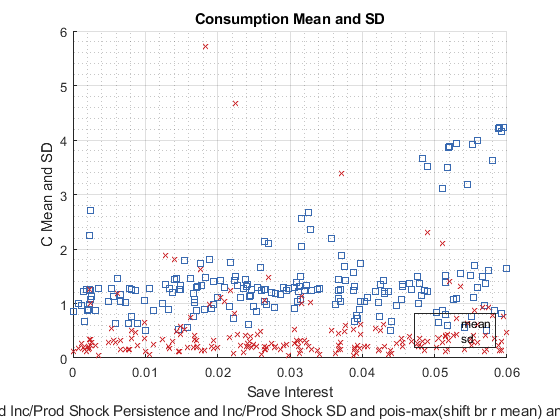 Consumption Mean and SD
6
5
4
3
2
1
0
C Mean and SD
mean
sd
0 0.01 0.02 0.03 0.04 0.05 0.06
Save Interest
d Inc/Prod Shock Persistence and Inc/Prod Shock SD and pois-max(shift br r mean) an